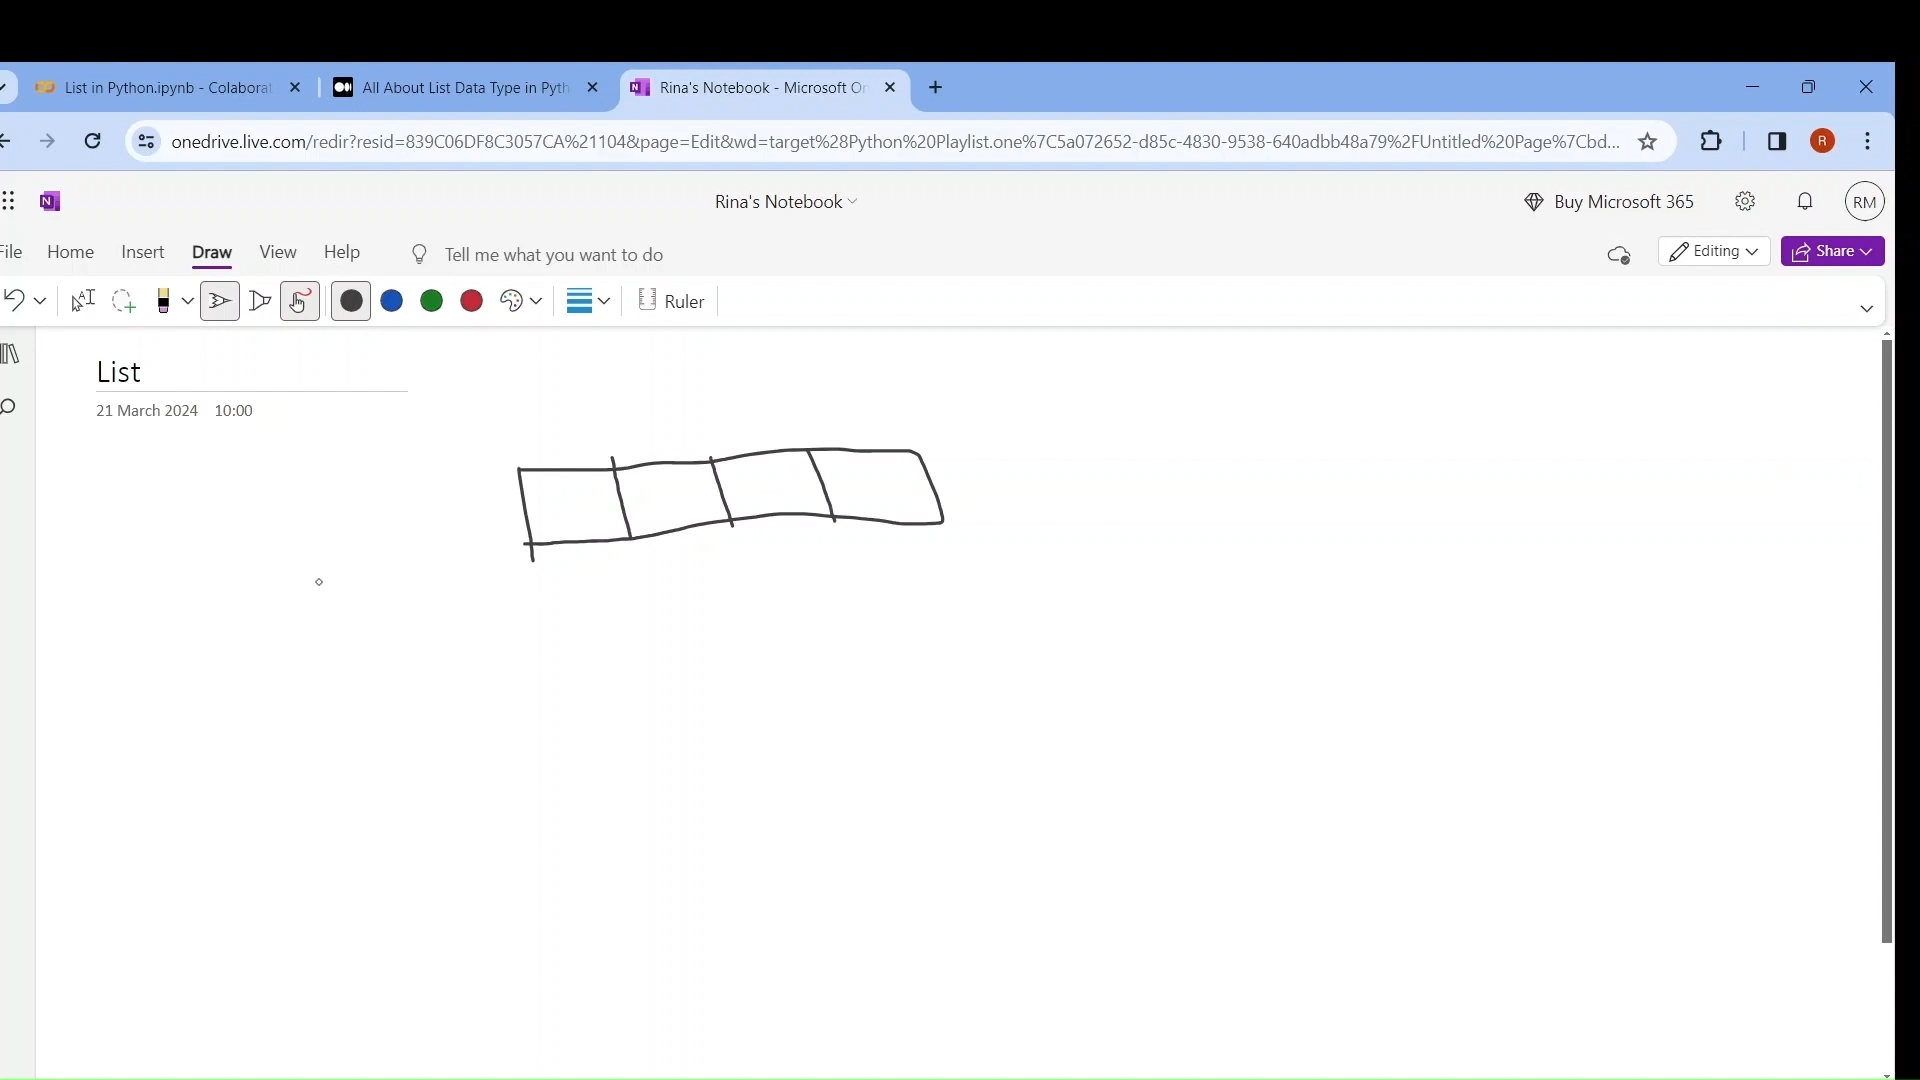 List in Python.ipynb - Colaborat
All About List Data Type in Pyth
Rina's Notebook - Microsoft On
onedrive.live.com/redir?resid=839C06DF8C3057CA%21104&page=Edit&wd=target%28Python%20Playlist.one%7C5a072652-d85c-4830-9538-640adbb48a79%2FUntitled%20Page%7Cbd...
R
N
Rina's Notebook
Buy Microsoft 365
RM
File Home Insert Draw View Help Tell me what you want to do
Editing
Share
Ruler
List
21 March 2024 10:00